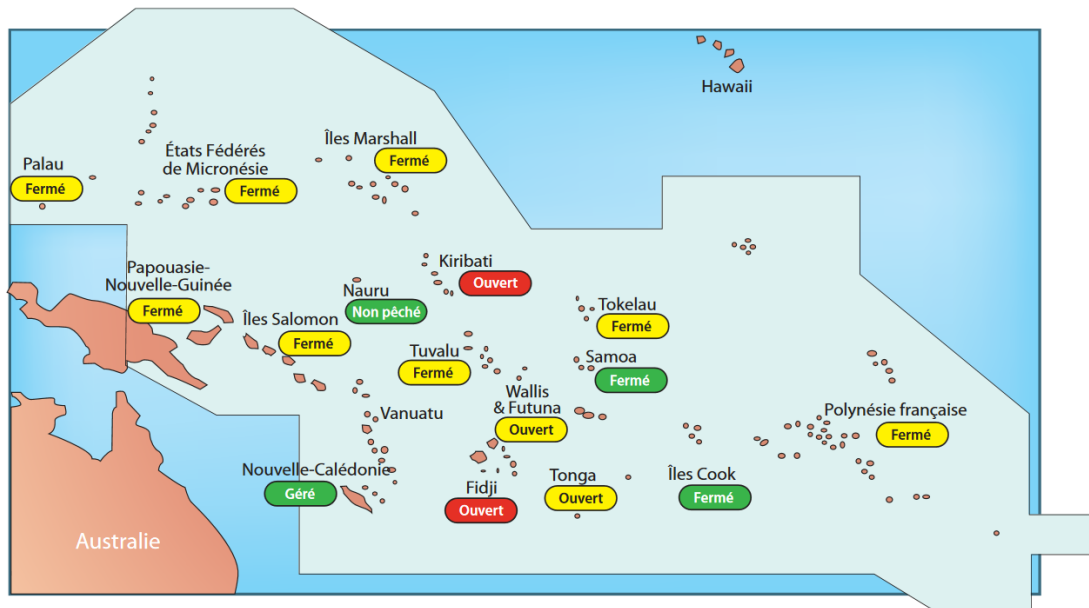 Hawaii
Îles Marshall
Fermé
États Fédérés
de Micronésie
Fermé
Palau
Fermé
Kiribati
Ouvert
Papouasie-
Nouvelle-Guinée
Fermé
Nauru
Non pêché
Îles Salomon
Fermé
Tokelau
Fermé
Tuvalu
Fermé
Samoa
Fermé
Wallis
& Futuna
Ouvert
Vanuatu
Polynésie française
Fermé
Nouvelle-Calédonie
Géré
Fidji
Ouvert
Tonga
Ouvert
Îles Cook
Fermé
Australie